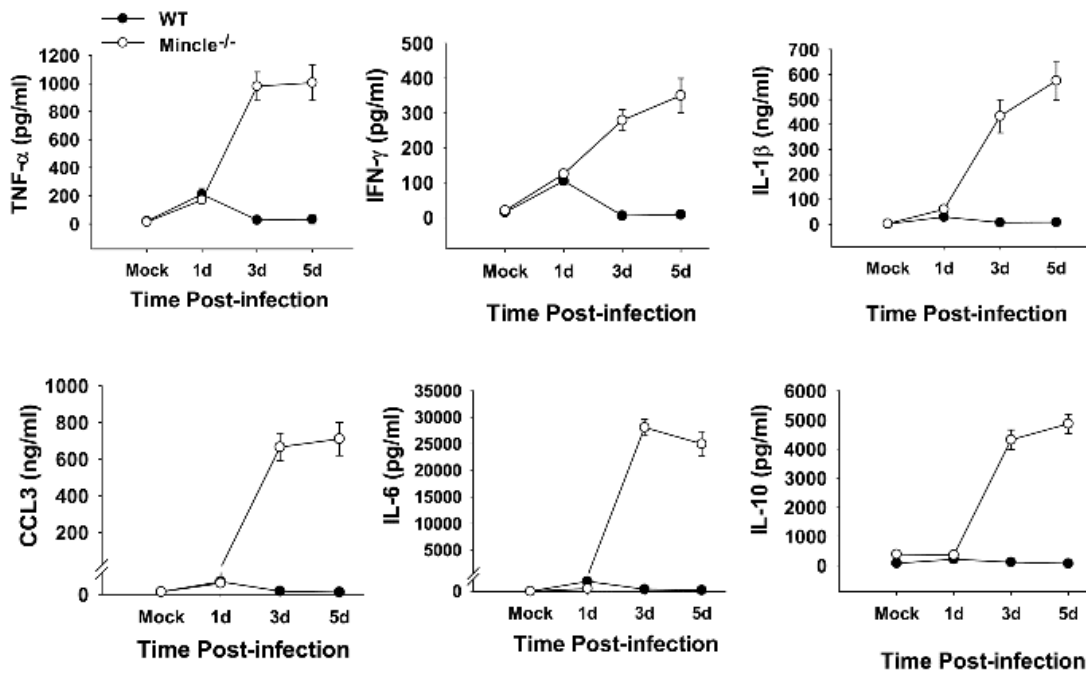 WT
Mincle-/-
TNF-α (pg/ml)
1200
1000
800
600
400
200
0
Mock 1d 3d 5d
Time Post-infection
IFN-γ (pg/ml)
500
400
300
200
100
0
Mock 1d 3d 5d
Time Post-infection
IL-1β (ng/ml)
700
600
500
400
300
200
100
0
Mock 1d 3d 5d
Time Post-infection
CCL3 (ng/ml)
1000
800
600
400
200
0
Mock 1d 3d 5d
Time Post-infection
IL-6 (pg/ml)
35000
30000
25000
20000
15000
10000
5000
0
Mock 1d 3d 5d
Time Post-infection
IL-10 (pg/ml)
6000
5000
4000
3000
2000
1000
0
Mock 1d 3d 5d
Time Post-infection